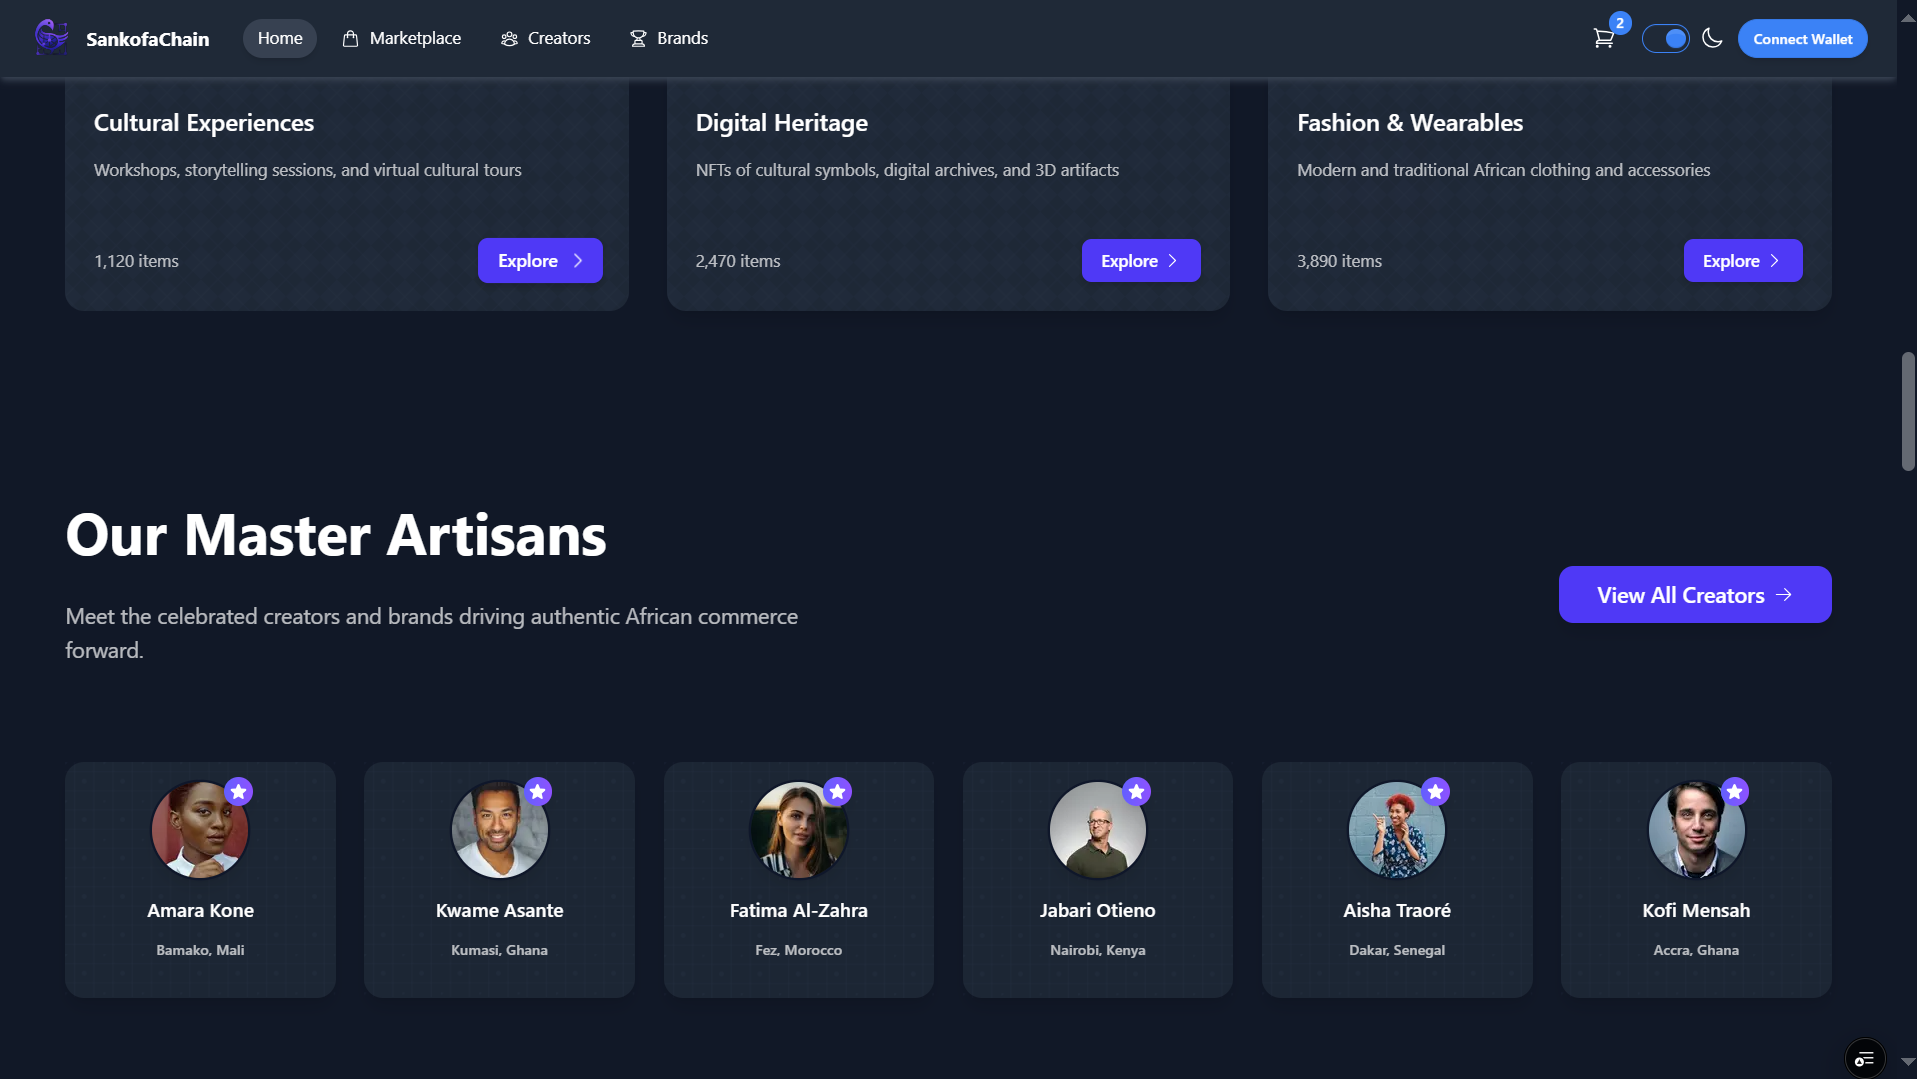 SankofaChain
Home
Marketplace
Creators
Brands
2
Connect Wallet
Cultural Experiences
Workshops, storytelling sessions, and virtual cultural tours
1,120 items
Explore
Digital Heritage
NFTs of cultural symbols, digital archives, and 3D artifacts
2,470 items
Explore
Fashion & Wearables
Modern and traditional African clothing and accessories
3,890 items
Explore
Our Master Artisans
Meet the celebrated creators and brands driving authentic African commerce
forward.
View All Creators
Amara Kone
Bamako, Mali
Kwame Asante
Kumasi, Ghana
Fatima Al-Zahra
Fez, Morocco
Jabari Otieno
Nairobi, Kenya
Aisha Traoré
Dakar, Senegal
Kofi Mensah
Accra, Ghana